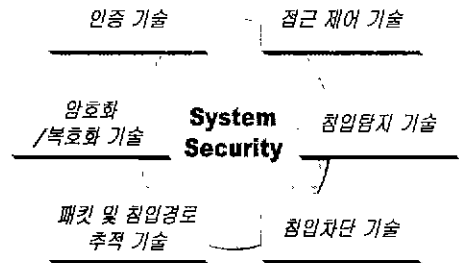 인증 기술
접근 제어 기술
암호화
/복호화 기술
System
Security
침입탐지 기술
패킷 및 침입경로
추적 기술
침입차단 기술